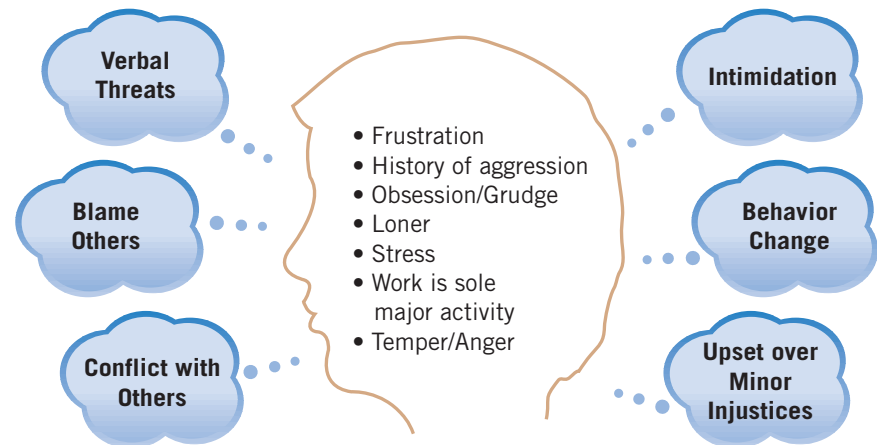 Verbal
Threats
Blame
Others
Conflict with
Others
• Frustration
• History of aggression
• Obsession/Grudge
• Loner
• Stress
• Work is sole
major activity
• Temper/Anger
Intimidation
Behavior
Change
Upset over
Minor
Injustices